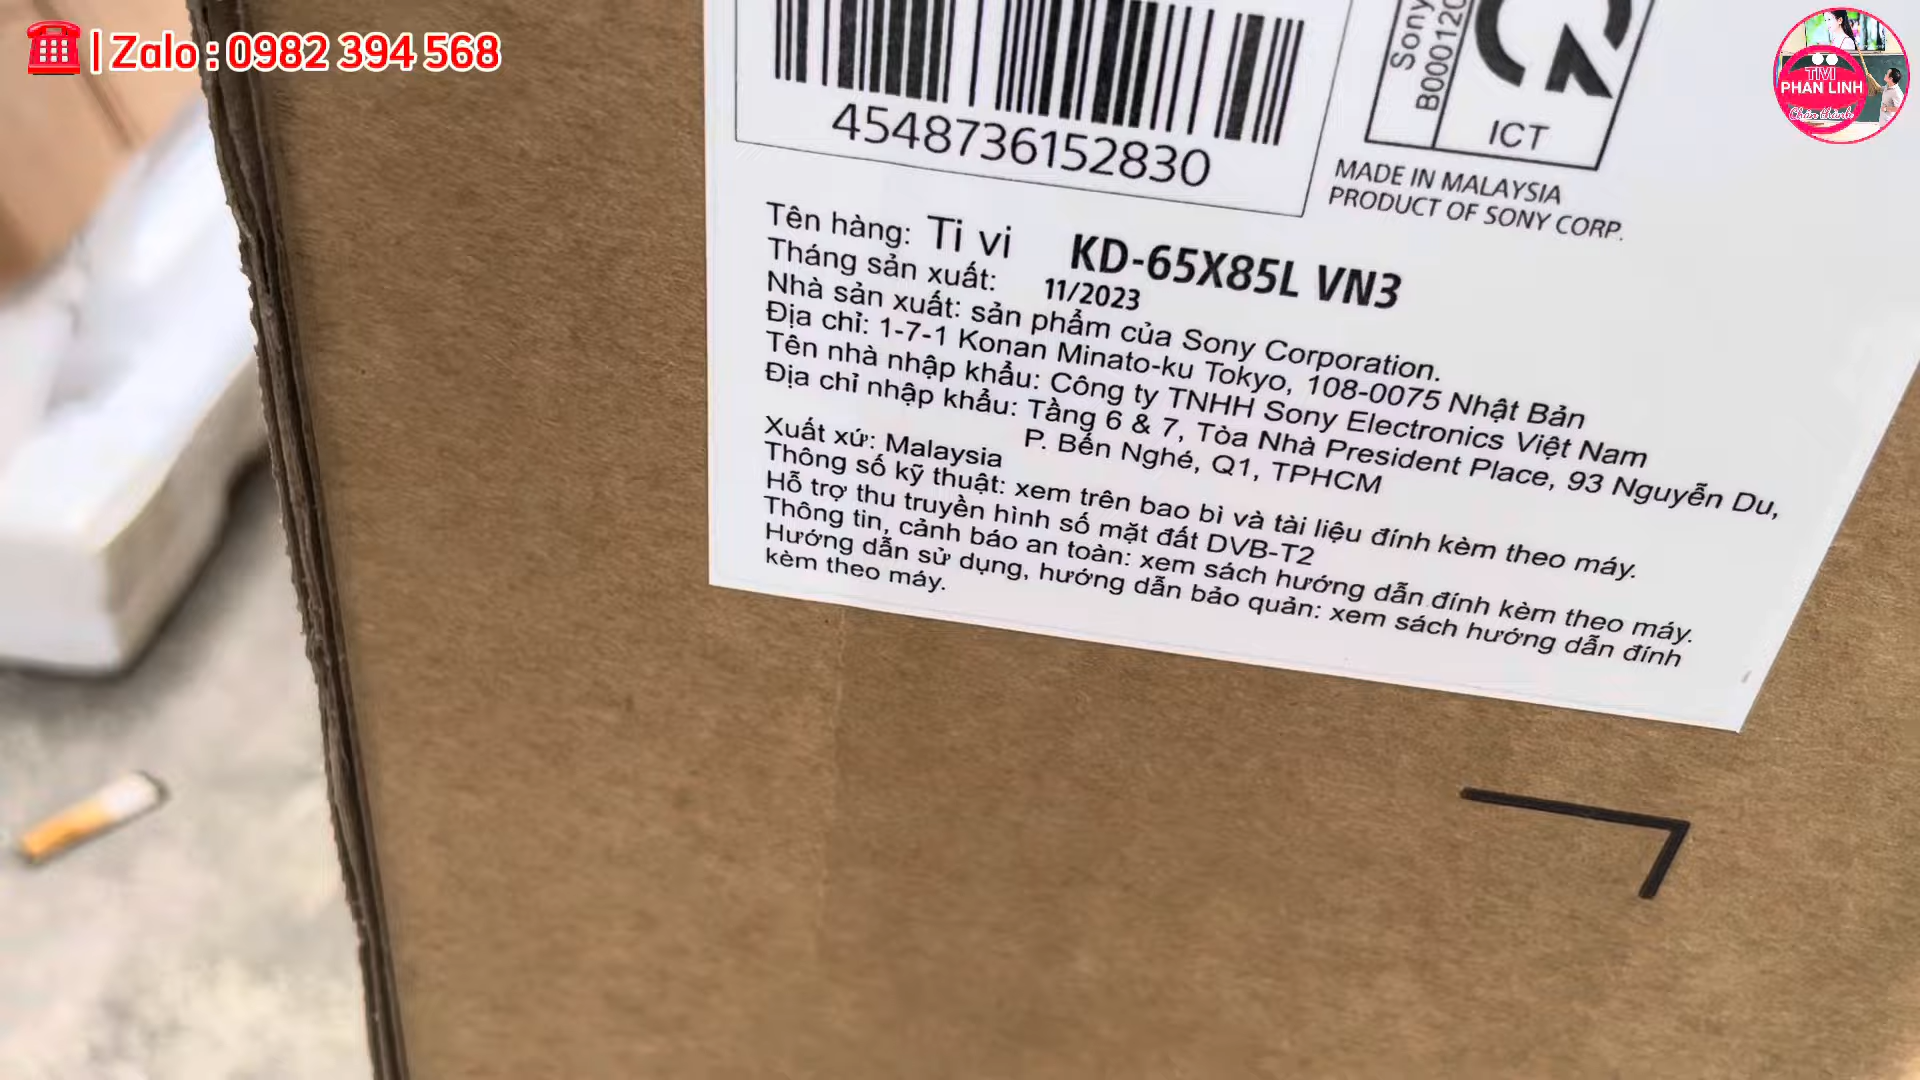 | Zalo : 0982 394 568
TIVI
PHAN LINH
Chân thành
4548736152830
Sony
B000120
ICT
MADE IN MALAYSIA
PRODUCT OF SONY CORP.
Tên hàng: Ti vi KD-65X85L VN3
Tháng sản xuất: 11/2023
Nhà sản xuất: sản phẩm của Sony Corporation.
Địa chỉ: 1-7-1 Konan Minato-ku Tokyo, 108-0075 Nhật Bản
Tên nhà nhập khẩu: Công ty TNHH Sony Electronics Việt Nam
Địa chỉ nhập khẩu: Tầng 6 & 7, Tòa Nhà President Place, 93 Nguyễn Du,
P. Bến Nghé, Q1, TPHCM
Xuất xứ: Malaysia
Thông số kỹ thuật: xem trên bao bì và tài liệu đính kèm theo máy.
Hỗ trợ thu truyền hình số mặt đất DVB-T2
Thông tin, cảnh báo an toàn: xem sách hướng dẫn đính kèm theo máy.
Hướng dẫn sử dụng, hướng dẫn bảo quản: xem sách hướng dẫn đính
kèm theo máy.